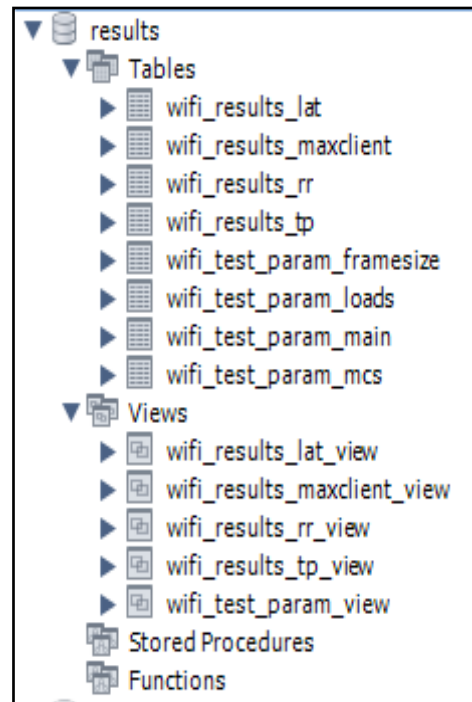 results
Tables
wifi_results_lat
wifi_results_maxclient
wifi_results_rr
wifi_results_tp
wifi_test_param_framesize
wifi_test_param_loads
wifi_test_param_main
wifi_test_param_mcs
Views
wifi_results_lat_view
wifi_results_maxclient_view
wifi_results_rr_view
wifi_results_tp_view
wifi_test_param_view
Stored Procedures
Functions